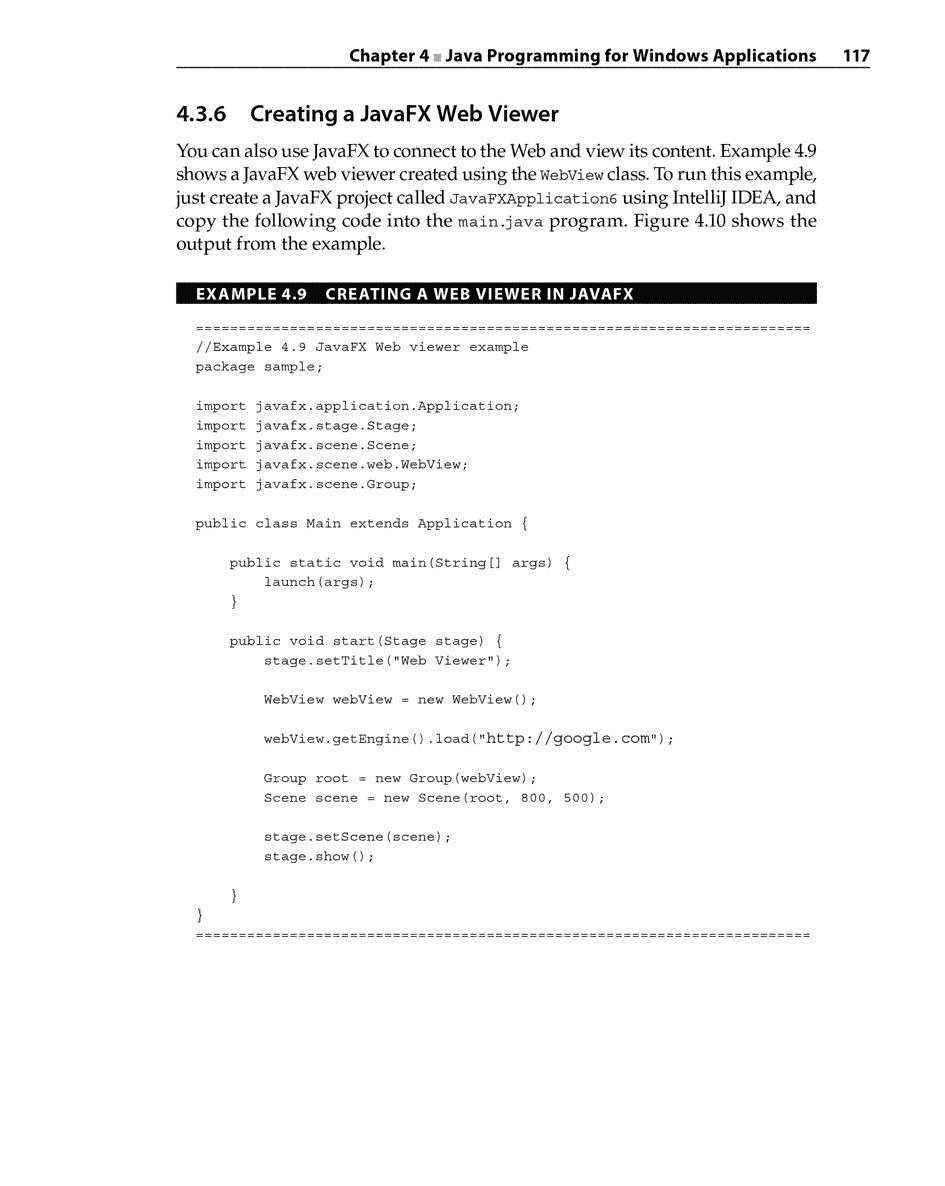 Chapter 4 ■ Java Programming for Windows Applications 117
4.3.6 Creating a JavaFX Web Viewer
You can also use JavaFX to connect to the Web and view its content. Example 4.9
shows a JavaFX web viewer created using the WebView class. To run this example,
just create a JavaFX project called JavaFXApplication6 using IntelliJ IDEA, and
copy the following code into the main.java program. Figure 4.10 shows the
output from the example.
EXAMPLE 4.9 CREATING A WEB VIEWER IN JAVAFX
========================================================================
//Example 4.9 JavaFX Web viewer example
package sample;
import javafx.application.Application;
import javafx.stage.Stage;
import javafx.scene.Scene;
import javafx.scene.web.WebView;
import javafx.scene.Group;
public class Main extends Application {
    public static void main(String[] args) {
        launch(args);
    }
    public void start(Stage stage) {
        stage.setTitle("Web Viewer");
        WebView webView = new WebView();
        webView.getEngine().load("http://google.com");
        Group root = new Group(webView);
        Scene scene = new Scene(root, 800, 500);
        stage.setScene(scene);
        stage.show();
    }
}
========================================================================